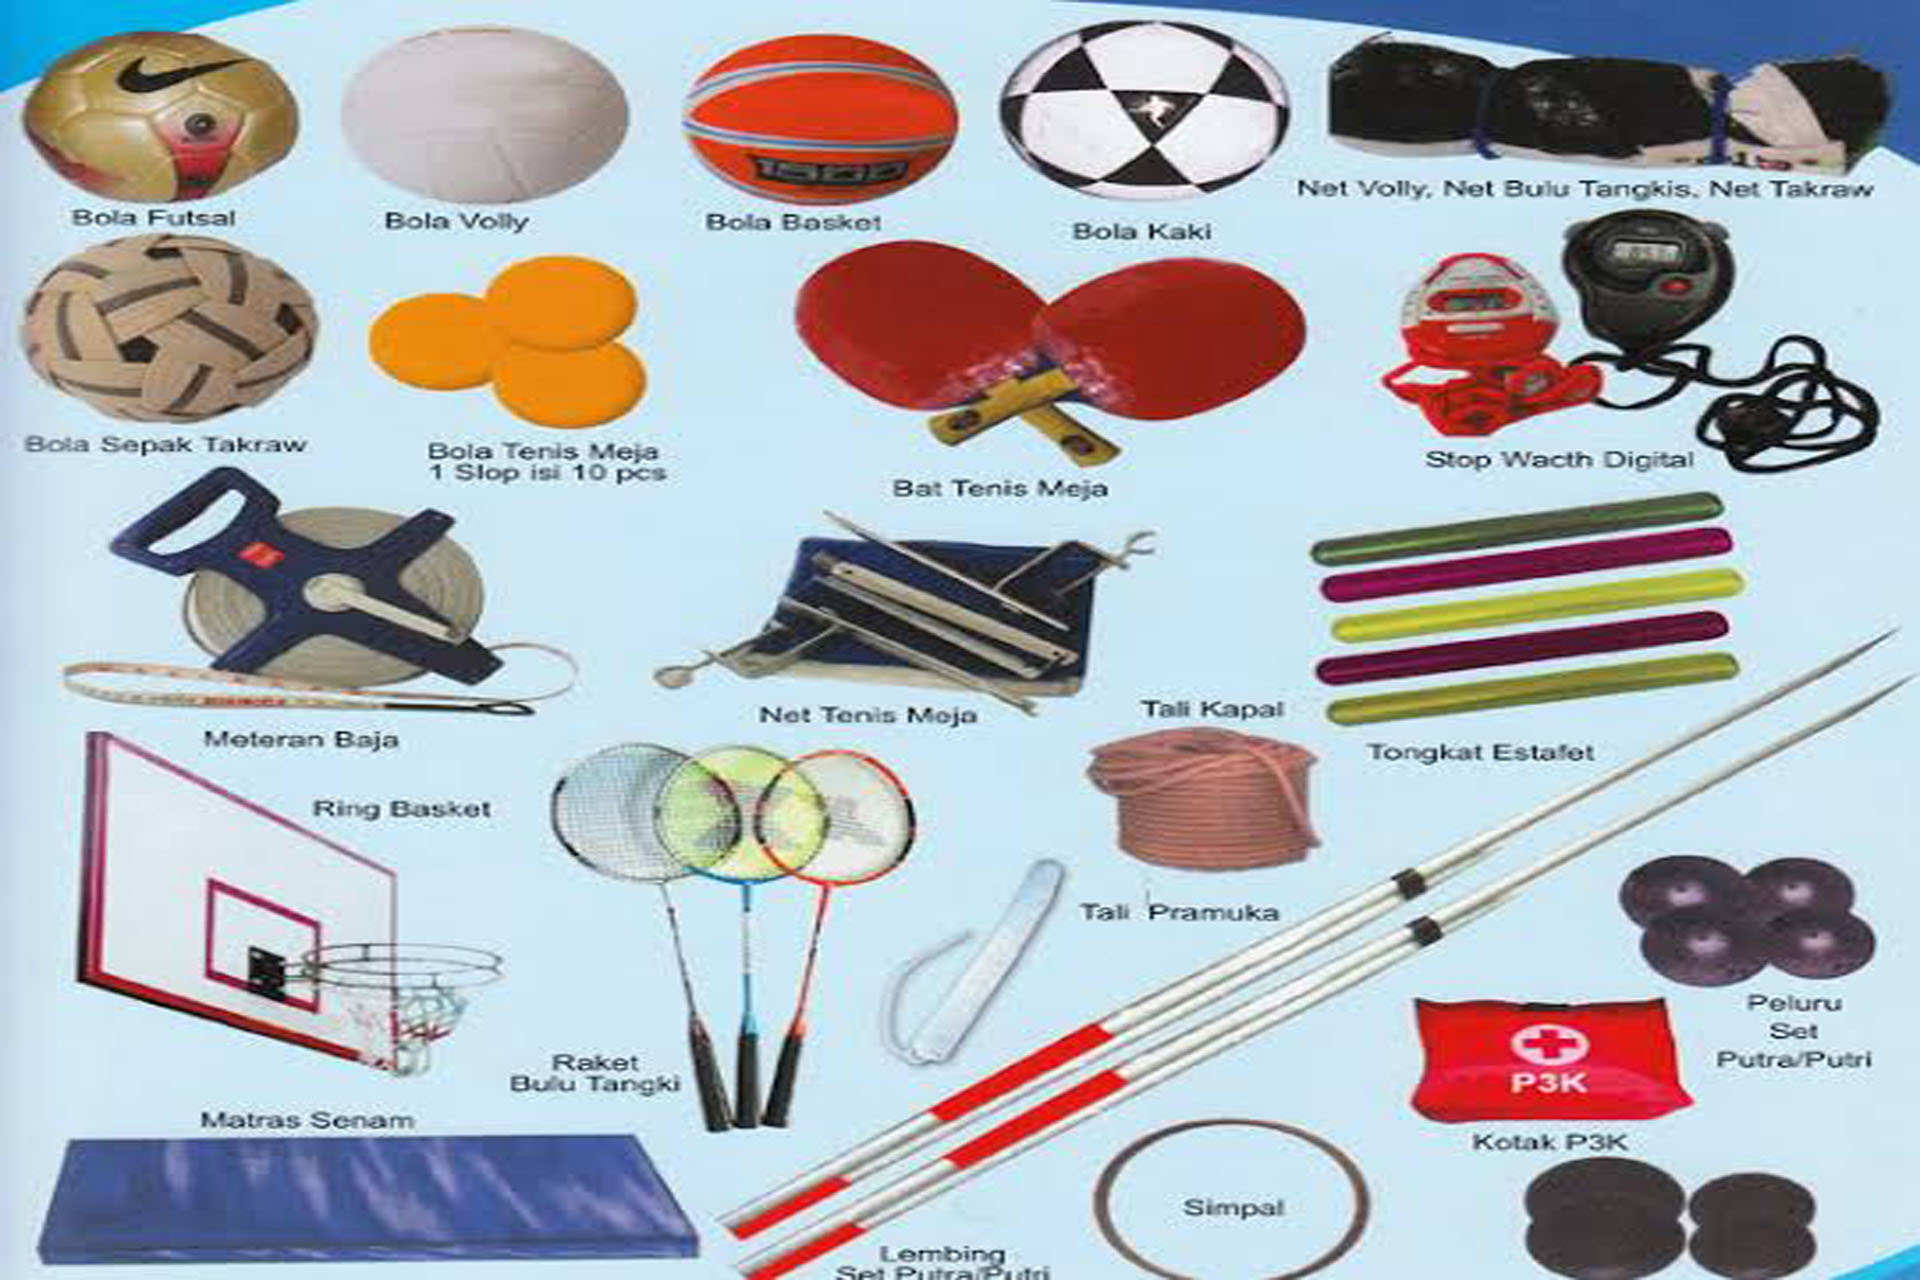 Bola Futsal
Bola Volly
Bola Basket
Bola Kaki
Net Volly, Net Bulu Tangkis, Net Takraw
Bola Sepak Takraw
Bola Tenis Meja
1 Slop isi 10 pcs
Bat Tenis Meja
Stop Wacth Digital
Meteran Baja
Net Tenis Meja
Tali Kapal
Tongkat Estafet
Ring Basket
Tali Pramuka
Raket
Bulu Tangki
Peluru
Set
Putra/Putri
P3K
Kotak P3K
Matras Senam
Simpal
Lembing
Set Putra/Putri